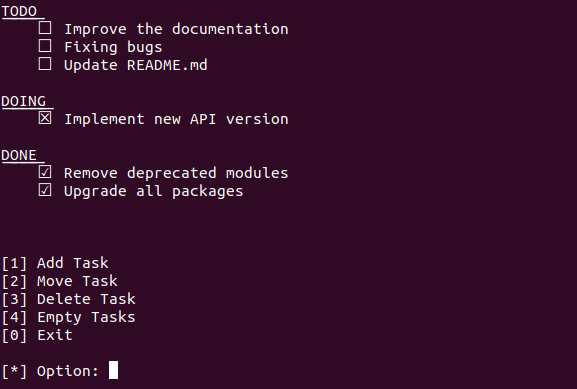 TODO
☐ Improve the documentation
☐ Fixing bugs
☐ Update README.md
DOING
☒ Implement new API version
DONE
☑ Remove deprecated modules
☑ Upgrade all packages
[1] Add Task
[2] Move Task
[3] Delete Task
[4] Empty Tasks
[0] Exit
[*] Option: